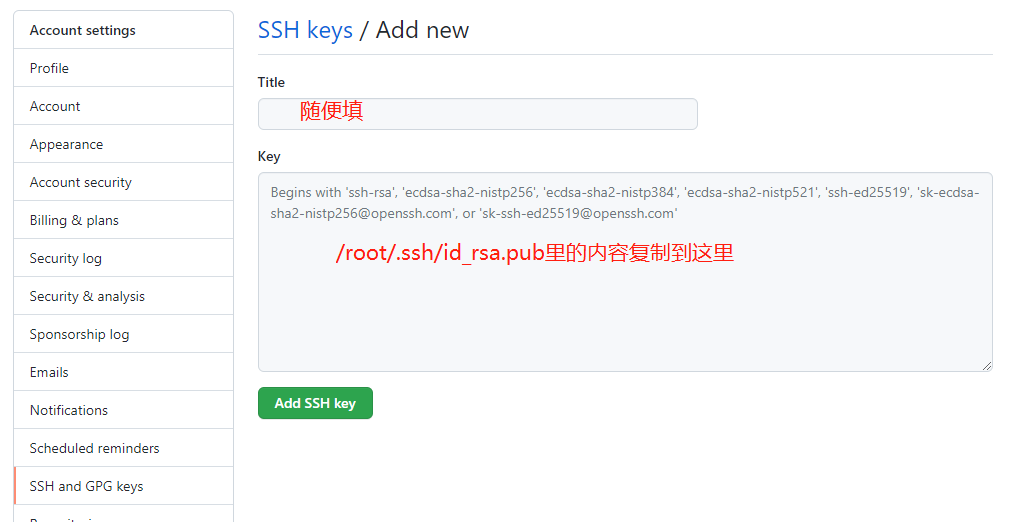 Account settings
Profile
Account
Appearance
Account security
Billing & plans
Security log
Security & analysis
Sponsorship log
Emails
Notifications
Scheduled reminders
SSH and GPG keys
SSH keys / Add new
Title
随便填
Key
Begins with 'ssh-rsa', 'ecdsa-sha2-nistp256', 'ecdsa-sha2-nistp384', 'ecdsa-sha2-nistp521', 'ssh-ed25519', 'sk-ecdsa-
sha2-nistp256@openssh.com', or 'sk-ssh-ed25519@openssh.com'
/root/.ssh/id_rsa.pub里的内容复制到这里
Add SSH key